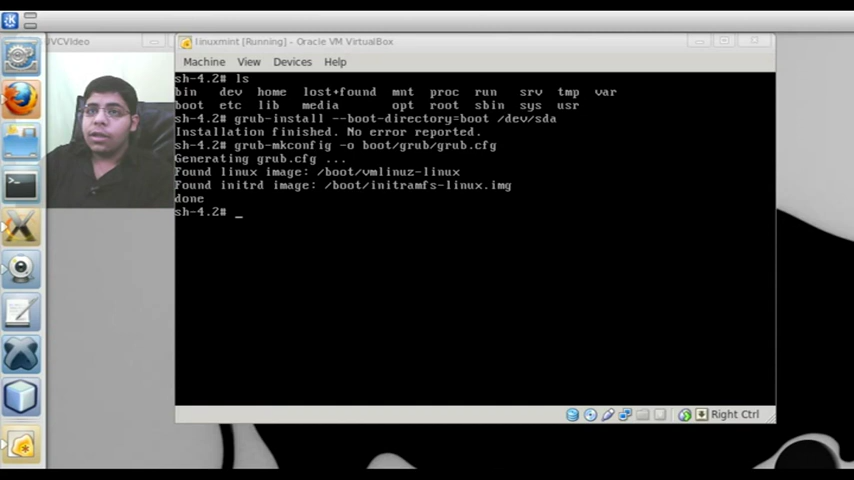 JVCVideo
linuxmint [Running] - Oracle VM VirtualBox
Machine View Devices Help
sh-4.2# ls
bin dev home lost+found mnt proc run srv tmp var
boot etc lib media opt root sbin sys usr
sh-4.2# grub-install --boot-directory=boot /dev/sda
Installation finished. No error reported.
sh-4.2# grub-mkconfig -o boot/grub/grub.cfg
Generating grub.cfg ...
Found linux image: /boot/vmlinuz-linux
Found initrd image: /boot/initramfs-linux.img
done
sh-4.2# _
Right Ctrl